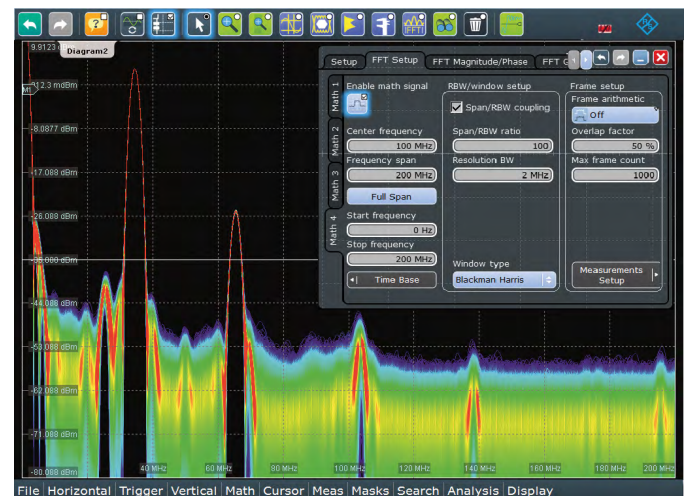 9.9123
Diagram2
912.3 mdBm
M1
-8.0877 dBm
-17.088 dBm
-26.088 dBm
-35.000 dBm
-44.088 dBm
-53.088 dBm
-62.088 dBm
-71.088 dBm
-80.088 dBm
40 MHz
60 MHz
80 MHz
100 MHz
120 MHz
140 MHz
160 MHz
180 MHz
200 MHz
Setup
FFT Setup
FFT Magnitude/Phase
FFT G
Math 1
Math 2
Math 3
Math 4
Enable math signal
Center frequency
100 MHz
Frequency span
200 MHz
Full Span
Start frequency
0 Hz
Stop frequency
200 MHz
Time Base
RBW/window setup
Span/RBW coupling
Span/RBW ratio
100
Resolution BW
2 MHz
Window type
Blackman Harris
Frame setup
Frame arithmetic
Off
Overlap factor
50 %
Max frame count
1000
Measurements
Setup
(FFT)
File Horizontal Trigger Vertical Math Cursor Meas Masks Search Analysis Display